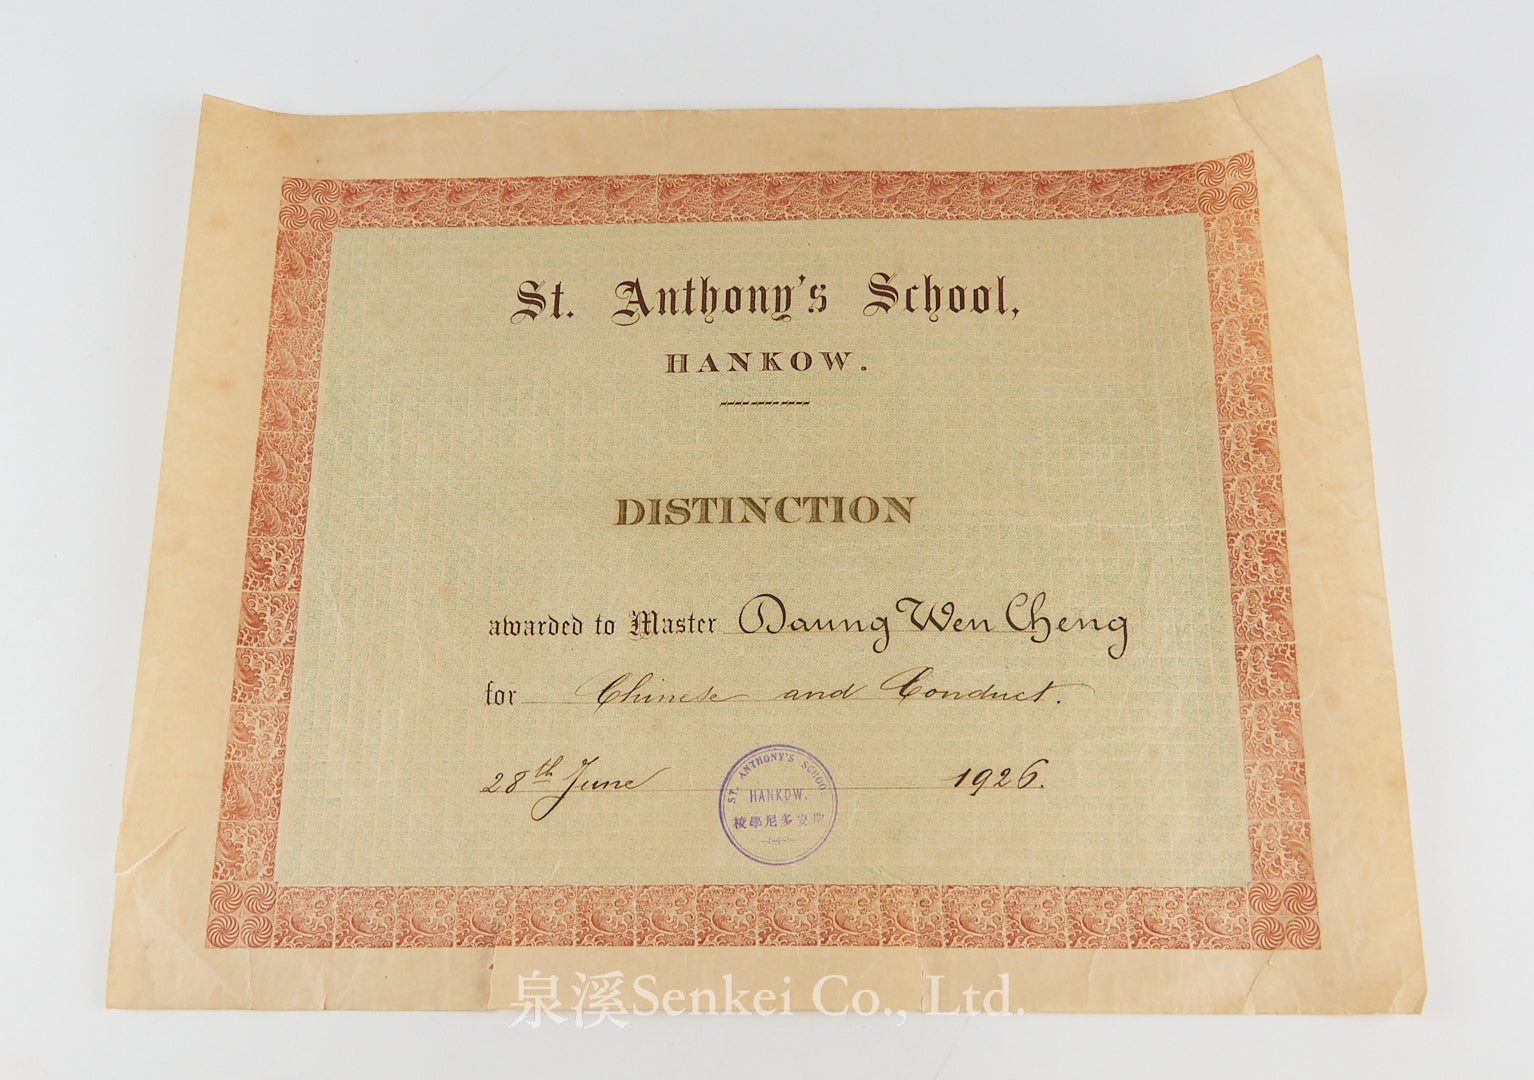 St. Anthony's School,
HANKOW.
DISTINCTION
awarded to Master Daung Wen Cheng
for Chinese and Conduct.
28th June 1926.
ST. ANTHONY'S SCHOOL
HANKOW.
聖安多尼學校
泉溪Senkei Co., Ltd.